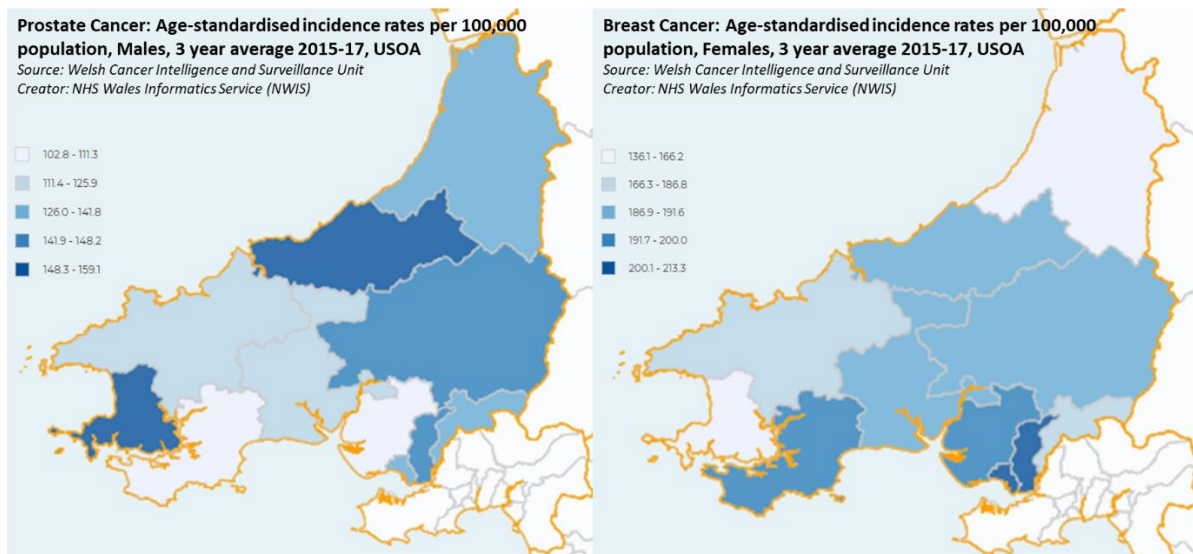 Prostate Cancer: Age-standardised incidence rates per 100,000
population, Males, 3 year average 2015-17, USOA
Source: Welsh Cancer Intelligence and Surveillance Unit
Creator: NHS Wales Informatics Service (NWIS)
102.8 - 111.3
111.4 - 125.9
126.0 - 141.8
141.9 - 148.2
148.3 - 159.1
Breast Cancer: Age-standardised incidence rates per 100,000
population, Females, 3 year average 2015-17, USOA
Source: Welsh Cancer Intelligence and Surveillance Unit
Creator: NHS Wales Informatics Service (NWIS)
136.1 - 166.2
166.3 - 186.8
186.9 - 191.6
191.7 - 200.0
200.1 - 213.3